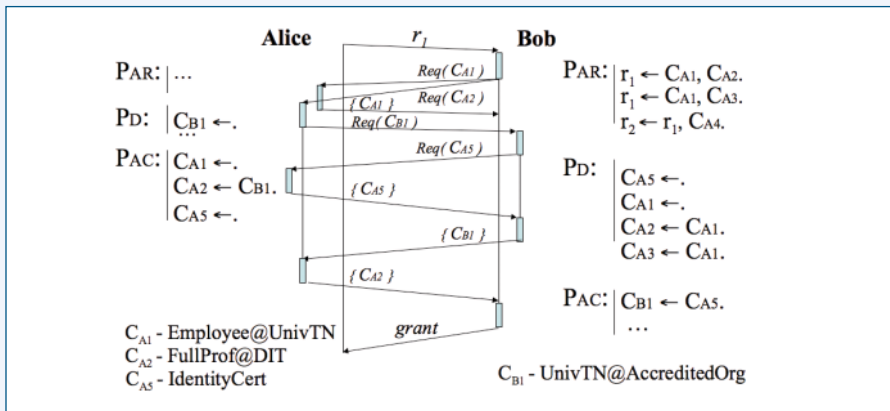 Alice
r1
Bob
PAR: ...
PD: CB1 ←.
...
PAC: CA1 ←.
CA2 ← CB1.
CA5 ←.
Req( CA1 )
Req( CA2 )
{ CA1 }
Req( CB1 )
Req( CA5 )
{ CA5 }
{ CB1 }
{ CA2 }
grant
PAR: r1 ← CA1, CA2.
r1 ← CA1, CA3.
r2 ← r1, CA4.
PD:
CA5 ←.
CA1 ←.
CA2 ← CA1.
CA3 ← CA1.
PAC: CB1 ← CA5.
...
CA1 - Employee@UnivTN
CA2 - FullProf@DIT
CA5 - IdentityCert
CB1 - UnivTN@AccreditedOrg